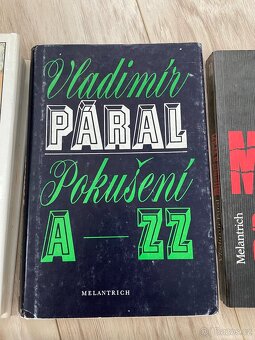 Vladimír
PÁRAL
Pokušení
A — ZZ
MELANTRICH
Melantrich
M